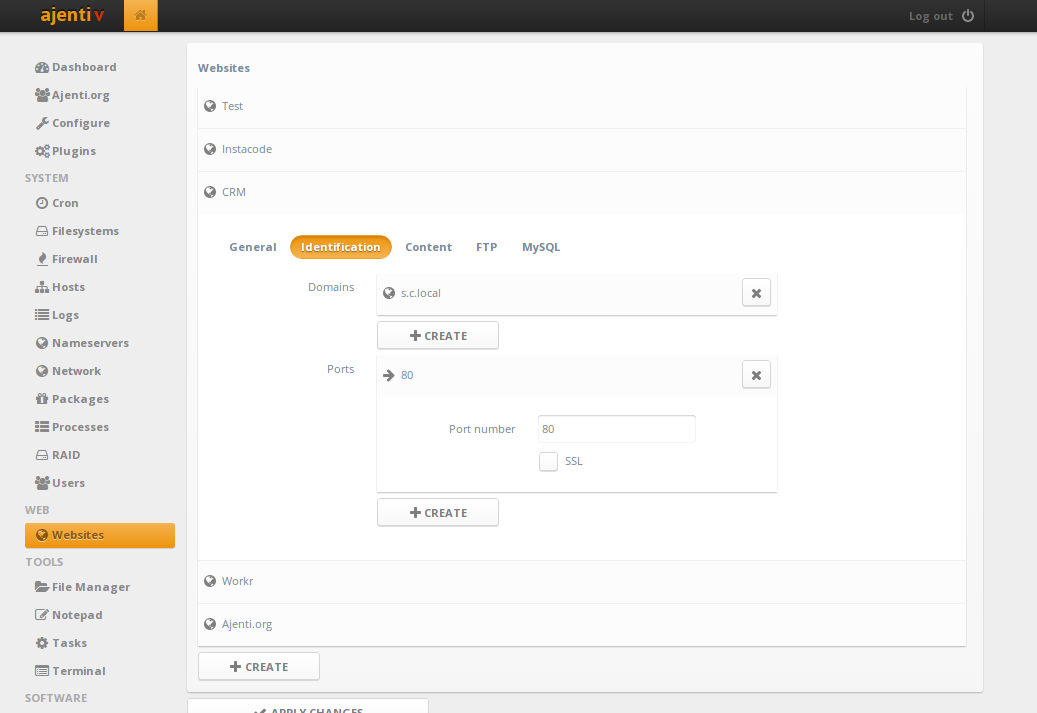 ajenti v
Log out
Dashboard
Ajenti.org
Configure
Plugins
SYSTEM
Cron
Filesystems
Firewall
Hosts
Logs
Nameservers
Network
Packages
Processes
RAID
Users
WEB
Websites
TOOLS
File Manager
Notepad
Tasks
Terminal
SOFTWARE
Websites
Test
Instacode
CRM
General Identification Content FTP MySQL
Domains
s.c.local
CREATE
Ports
80
Port number 80
SSL
CREATE
Workr
Ajenti.org
CREATE
APPLY CHANGES